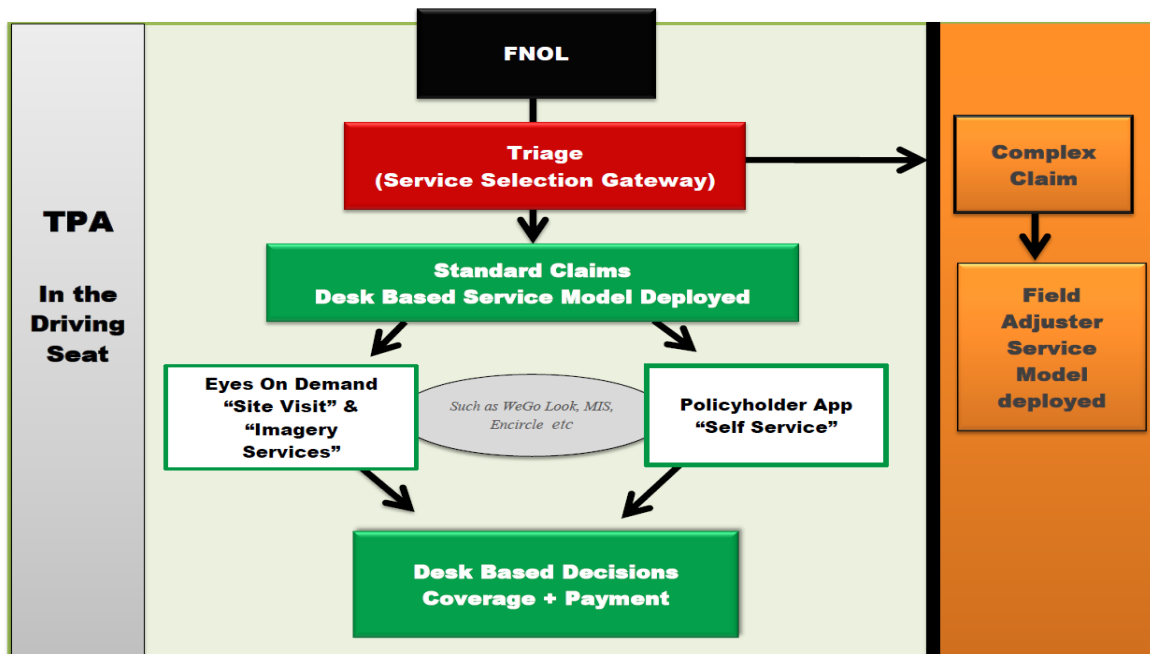 FNOL
Triage
(Service Selection Gateway)
TPA
In the
Driving
Seat
Complex
Claim
Standard Claims
Desk Based Service Model Deployed
Field
Adjuster
Service
Model
deployed
Eyes On Demand
“Site Visit” &
“Imagery
Services”
Such as WeGo Look, MIS,
Encircle etc
Policyholder App
“Self Service”
Desk Based Decisions
Coverage + Payment